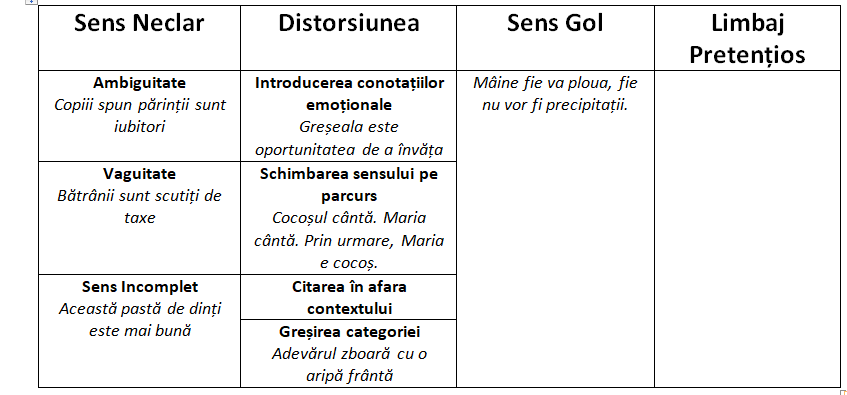 Sens Neclar
Distorsiunea
Sens Gol
Limbaj
Pretențios
Ambiguitate
Copiii spun părinții sunt
iubitori
Introducerea conotațiilor
emoționale
Greșeala este
oportunitatea de a învăța
Mâine fie va ploua, fie
nu vor fi precipitații.
Vaguitate
Bătrânii sunt scutiți de
taxe
Schimbarea sensului pe
parcurs
Cocoșul cântă. Maria
cântă. Prin urmare, Maria
e cocoș.
Sens Incomplet
Această pastă de dinți
este mai bună
Citarea în afara
contextului
Greșirea categoriei
Adevărul zboară cu o
aripă frântă